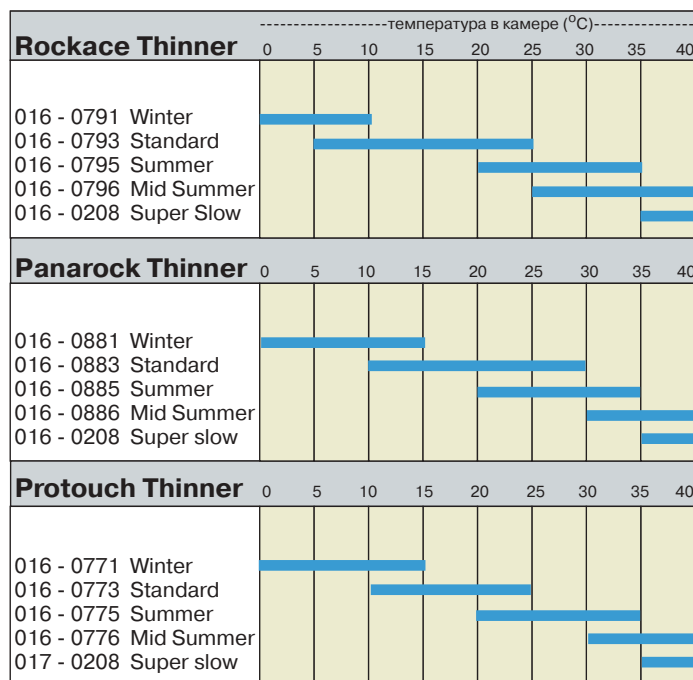 ----------------температура в камере (°C)----------------
Rockace Thinner 0 5 10 15 20 25 30 35 40
016 - 0791 Winter
016 - 0793 Standard
016 - 0795 Summer
016 - 0796 Mid Summer
016 - 0208 Super Slow
Panarock Thinner 0 5 10 15 20 25 30 35 40
016 - 0881 Winter
016 - 0883 Standard
016 - 0885 Summer
016 - 0886 Mid Summer
016 - 0208 Super slow
Protouch Thinner 0 5 10 15 20 25 30 35 40
016 - 0771 Winter
016 - 0773 Standard
016 - 0775 Summer
016 - 0776 Mid Summer
017 - 0208 Super slow